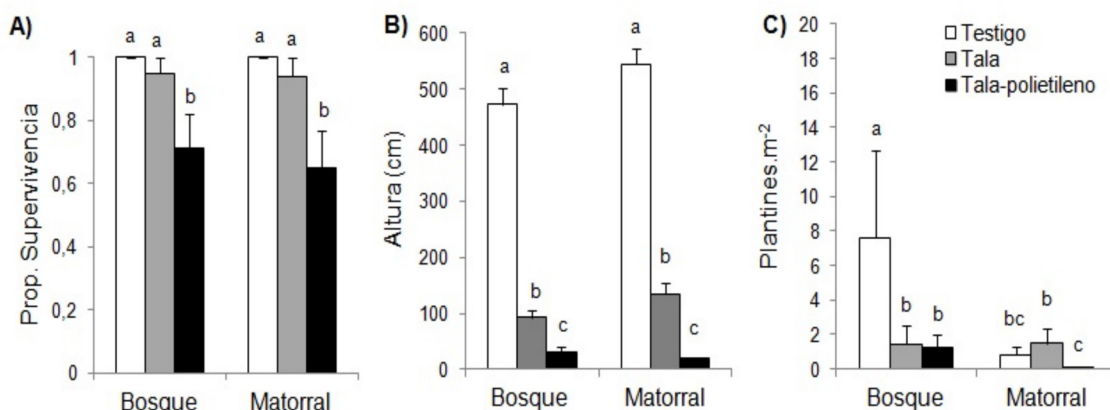 A)
Prop. Supervivencia
1
0,8
0,6
0,4
0,2
0
a a b
a a b
Bosque Matorral
B)
Altura (cm)
600
500
400
300
200
100
0
a b c
a b c
Bosque Matorral
C)
Plantines.m-2
20
18
16
14
12
10
8
6
4
2
0
Testigo
Tala
Tala-polietileno
a b b
bc b c
Bosque Matorral